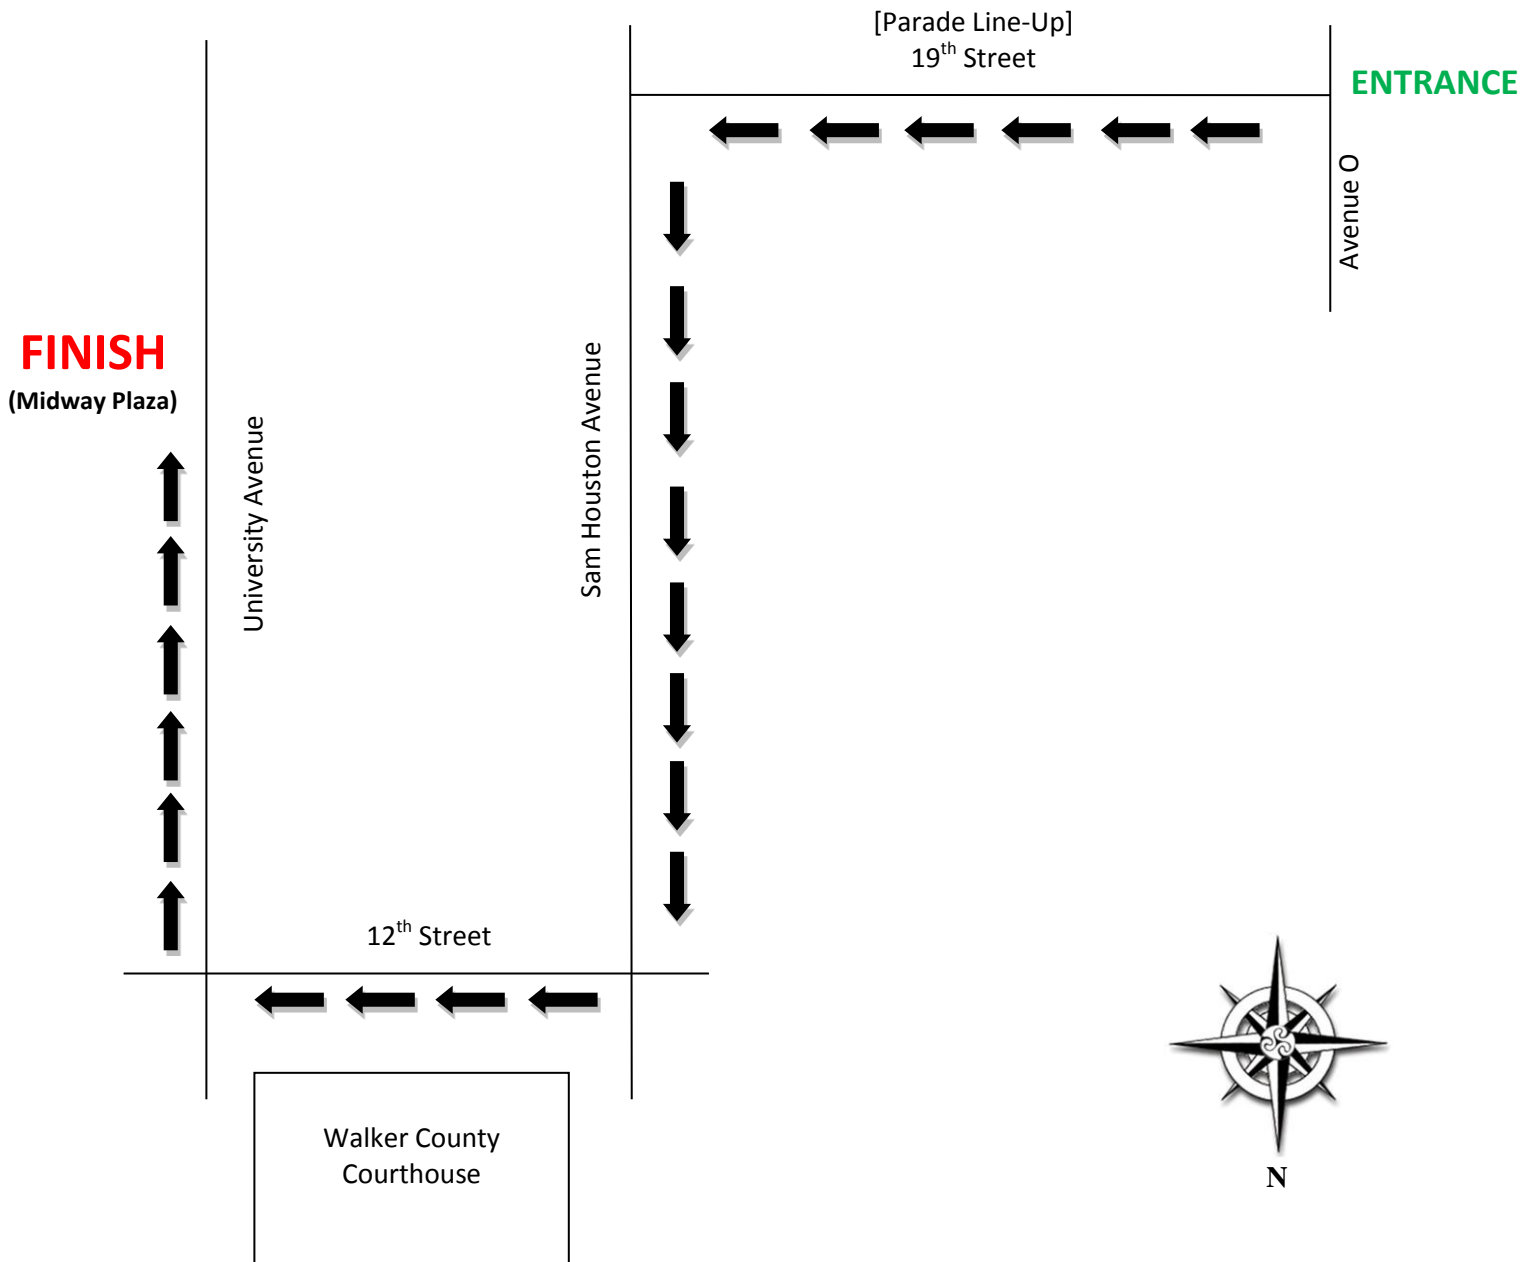 [Parade Line-Up]
19th Street
ENTRANCE
Avenue O
FINISH
(Midway Plaza)
University Avenue
Sam Houston Avenue
12th Street
Walker County
Courthouse
N